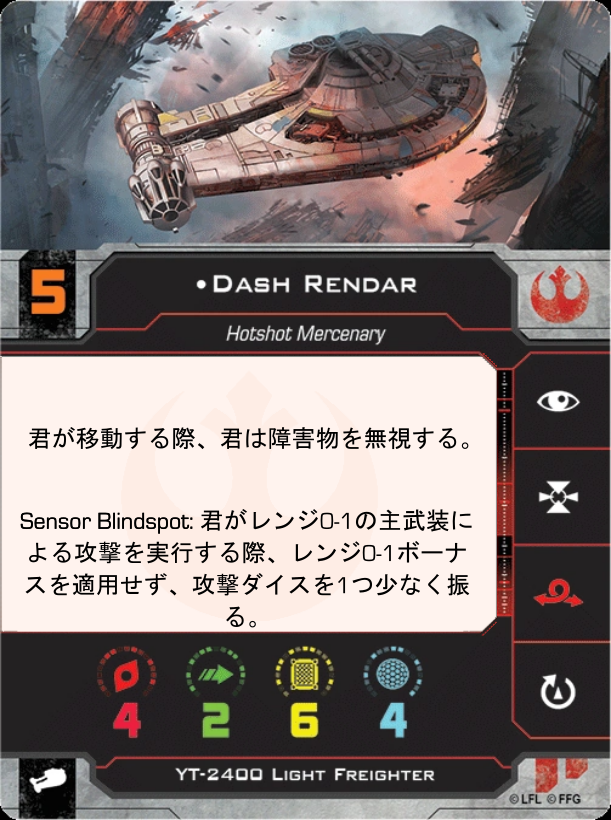 5
•Dash Rendar
Hotshot Mercenary
君が移動する際、君は障害物を無視する。
Sensor Blindspot: 君がレンジ0-1の主武装に
よる攻撃を実行する際、レンジ0-1ボーナ
スを適用せず、攻撃ダイスを1つ少なく振
る。
4 2 6 4
YT-2400 Light Freighter
©LFL ©FFG